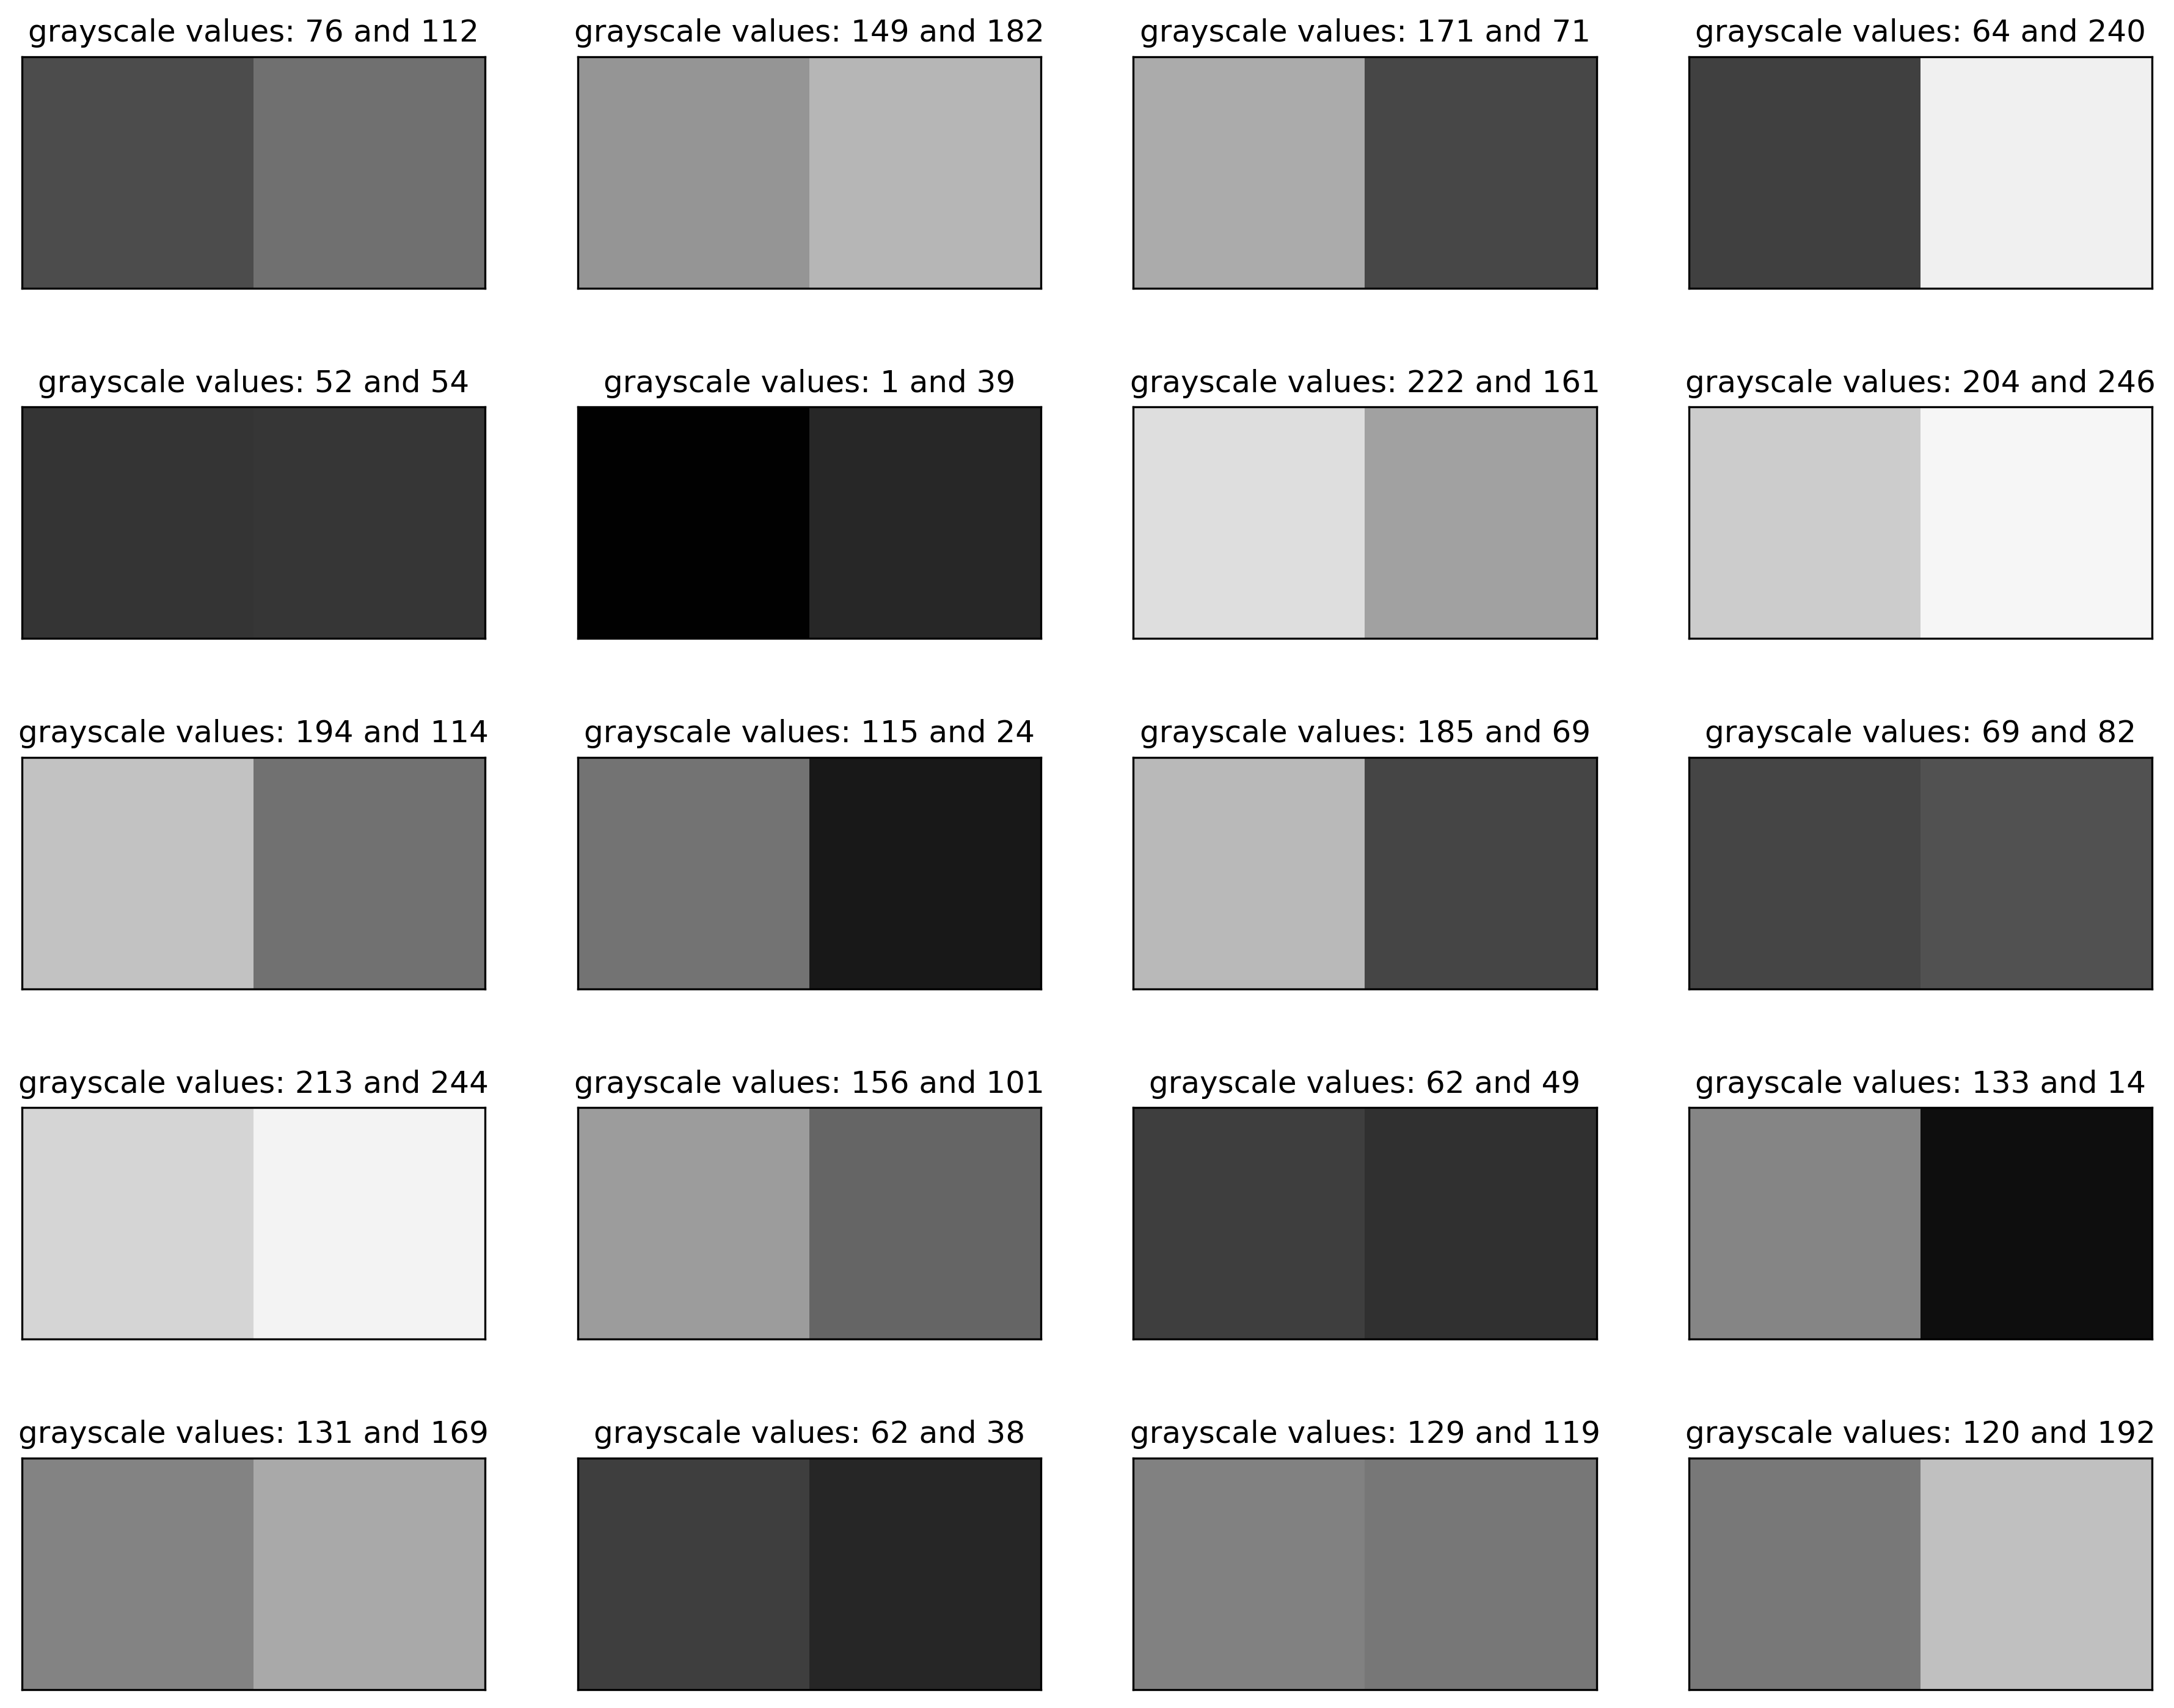 grayscale values: 76 and 112
grayscale values: 149 and 182
grayscale values: 171 and 71
grayscale values: 64 and 240
grayscale values: 52 and 54
grayscale values: 1 and 39
grayscale values: 222 and 161
grayscale values: 204 and 246
grayscale values: 194 and 114
grayscale values: 115 and 24
grayscale values: 185 and 69
grayscale values: 69 and 82
grayscale values: 213 and 244
grayscale values: 156 and 101
grayscale values: 62 and 49
grayscale values: 133 and 14
grayscale values: 131 and 169
grayscale values: 62 and 38
grayscale values: 129 and 119
grayscale values: 120 and 192